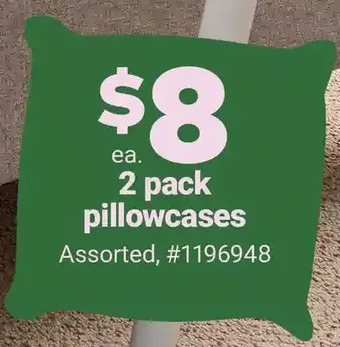 $8
ea.
2 pack
pillowcases
Assorted, #1196948